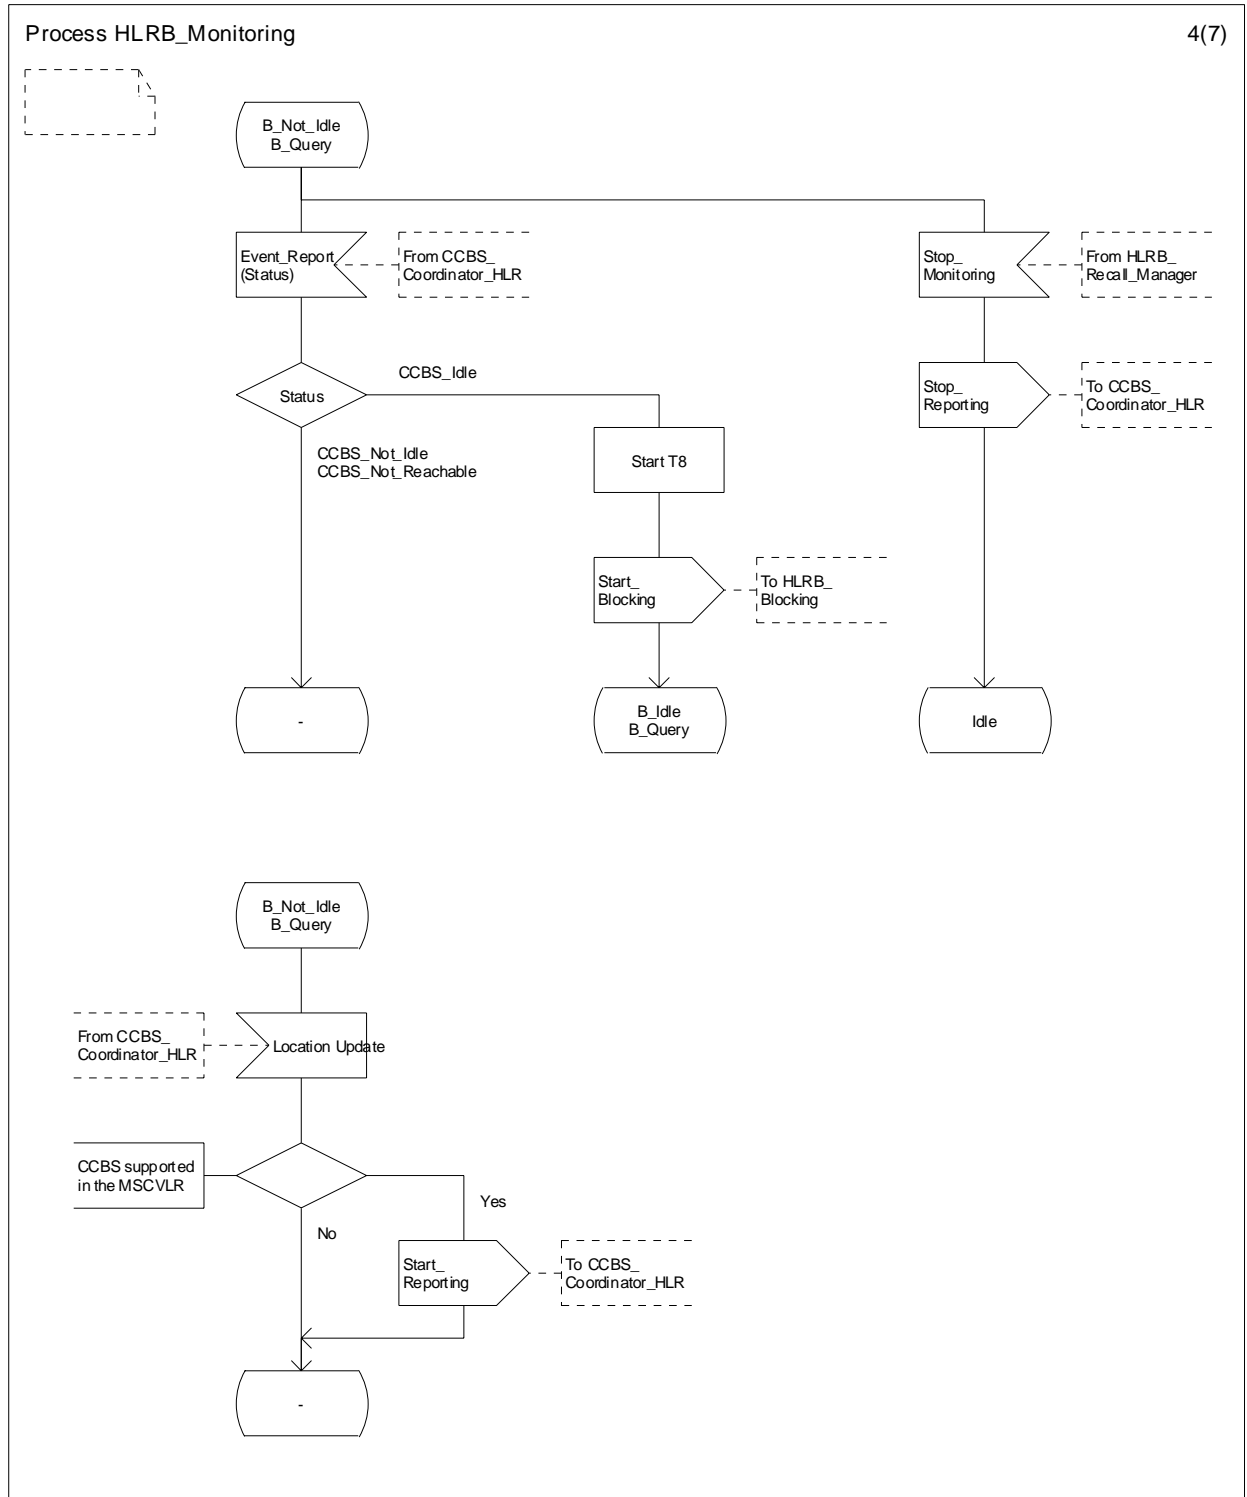 Process HLRB_Monitoring
4(7)
B_Not_Idle
B_Query
Event_Report
(Status)
From CCBS_
Coordinator_HLR
Stop_
Monitoring
From HLRB_
Recall_Manager
Status
CCBS_Idle
Stop_
Reporting
To CCBS_
Coordinator_HLR
CCBS_Not_Idle
CCBS_Not_Reachable
Start T8
Start_
Blocking
To HLRB_
Blocking
-
B_Idle
B_Query
Idle
B_Not_Idle
B_Query
From CCBS_
Coordinator_HLR
Location Update
CCBS supported
in the MSCVLR
Yes
No
Start_
Reporting
To CCBS_
Coordinator_HLR
-